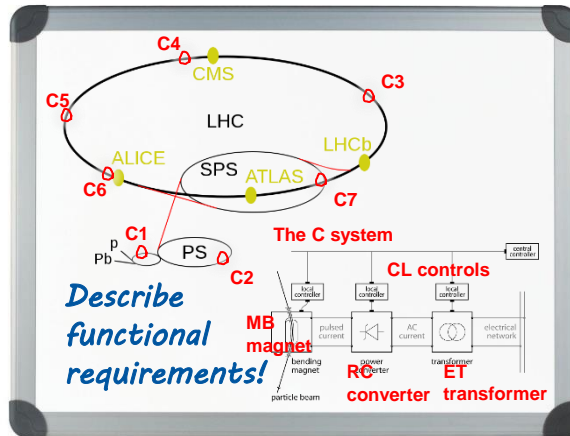 C4
CMS
C3
C5
LHC
LHCb
ALICE
SPS
ATLAS
C6
C7
C1
p
Pb
PS
C2
The C system
central
controller
CL controls
local
controller
local
controller
local
controller
Describe
functional
requirements!
MB
magnet
pulsed
current
AC
current
electrical
network
bending
magnet
power
converter
transformer
RC
converter
ET
transformer
particle beam